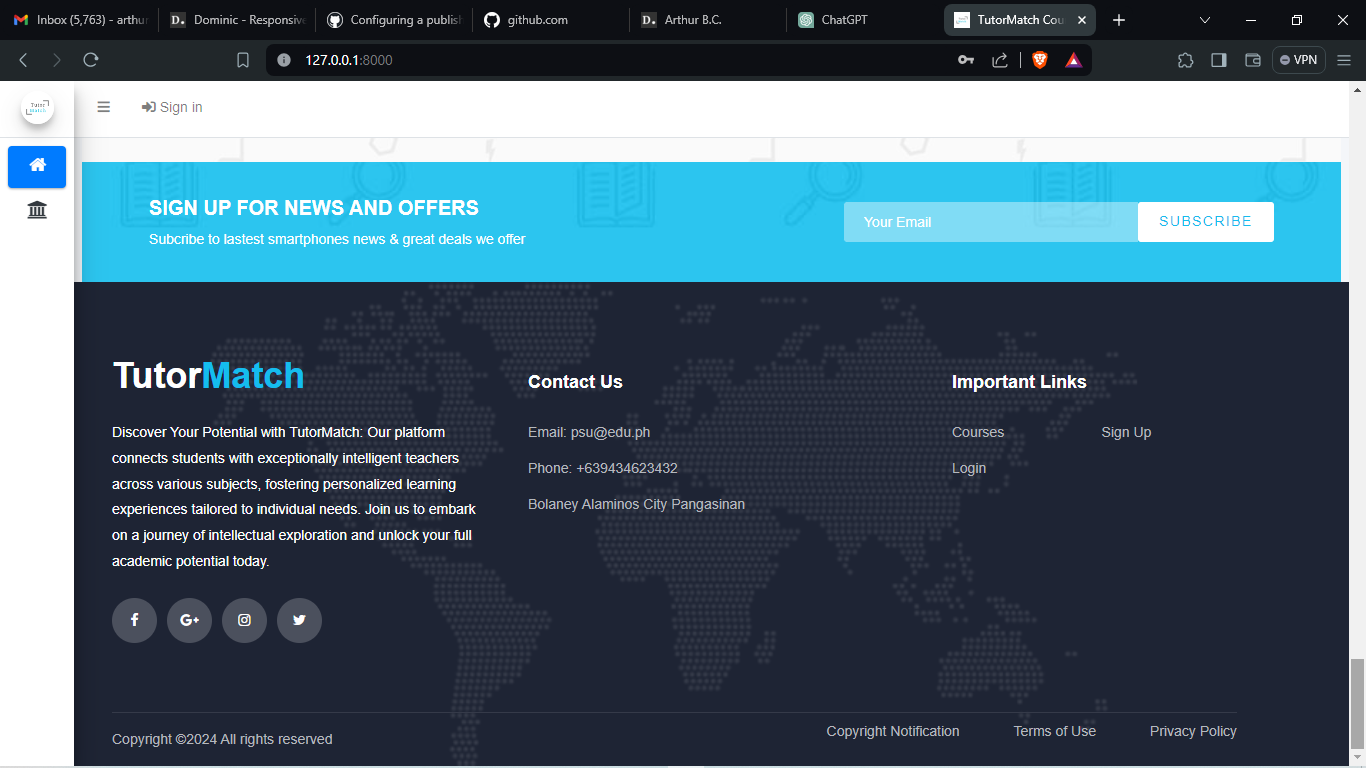 Inbox (5,763) - arthur
Dominic - Responsive
Configuring a publish
github.com
Arthur B.C.
ChatGPT
TutorMatch Cou
127.0.0.1:8000
VPN
Tutor
Match
Sign in
SIGN UP FOR NEWS AND OFFERS
Subcribe to lastest smartphones news & great deals we offer
Your Email
SUBSCRIBE
TutorMatch
Discover Your Potential with TutorMatch: Our platform
connects students with exceptionally intelligent teachers
across various subjects, fostering personalized learning
experiences tailored to individual needs. Join us to embark
on a journey of intellectual exploration and unlock your full
academic potential today.
Contact Us
Email: psu@edu.ph
Phone: +639434623432
Bolaney Alaminos City Pangasinan
Important Links
Courses
Sign Up
Login
Copyright ©2024 All rights reserved
Copyright Notification
Terms of Use
Privacy Policy